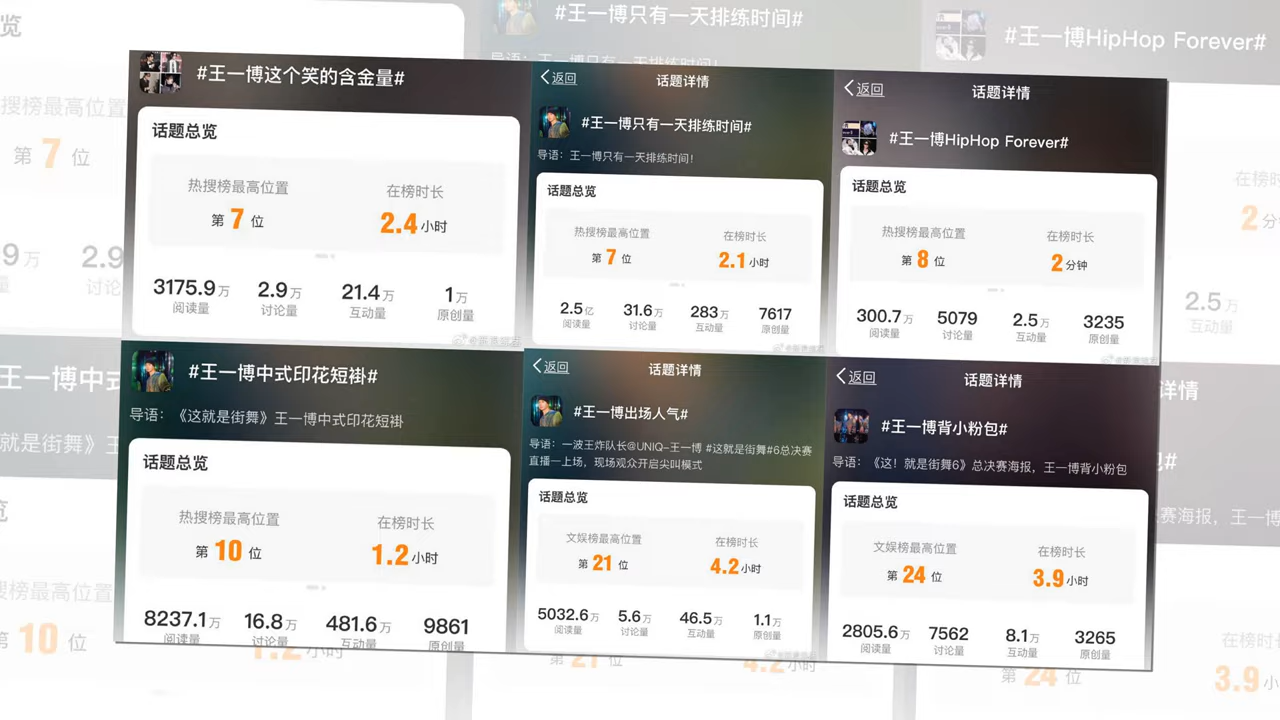 #王一博这个笑的含金量#
话题总览
热搜榜最高位置 在榜时长
第 7 位 2.4 小时
3175.9万 2.9万 21.4万 1万
阅读量 讨论量 互动量 原创量
返回 话题详情
#王一博只有一天排练时间#
导语：王一博只有一天排练时间！
话题总览
热搜榜最高位置 在榜时长
第 7 位 2.1 小时
2.5亿 31.6万 283万 7617
阅读量 讨论量 互动量 原创量
返回 话题详情
#王一博HipHop Forever#
话题总览
热搜榜最高位置 在榜时长
第 8 位 2 分钟
300.7万 5079 2.5万 3235
阅读量 讨论量 互动量 原创量
#王一博中式印花短褂#
导语：《这就是街舞》王一博中式印花短褂
话题总览
热搜榜最高位置 在榜时长
第 10 位 1.2 小时
8237.1万 16.8万 481.6万 9861
阅读量 讨论量 互动量 原创量
返回 话题详情
#王一博出场人气#
导语：一波王炸队长@UNIQ-王一博 #这就是街舞#6总决赛
直播一上场，现场观众开启尖叫模式
话题总览
文娱榜最高位置 在榜时长
第 21 位 4.2 小时
5032.6万 5.6万 46.5万 1.1万
阅读量 讨论量 互动量 原创量
返回 话题详情
#王一博背小粉包#
导语：《这！就是街舞6》总决赛海报，王一博背小粉包
话题总览
文娱榜最高位置 在榜时长
第 24 位 3.9 小时
2805.6万 7562 8.1万 3265
阅读量 讨论量 互动量 原创量